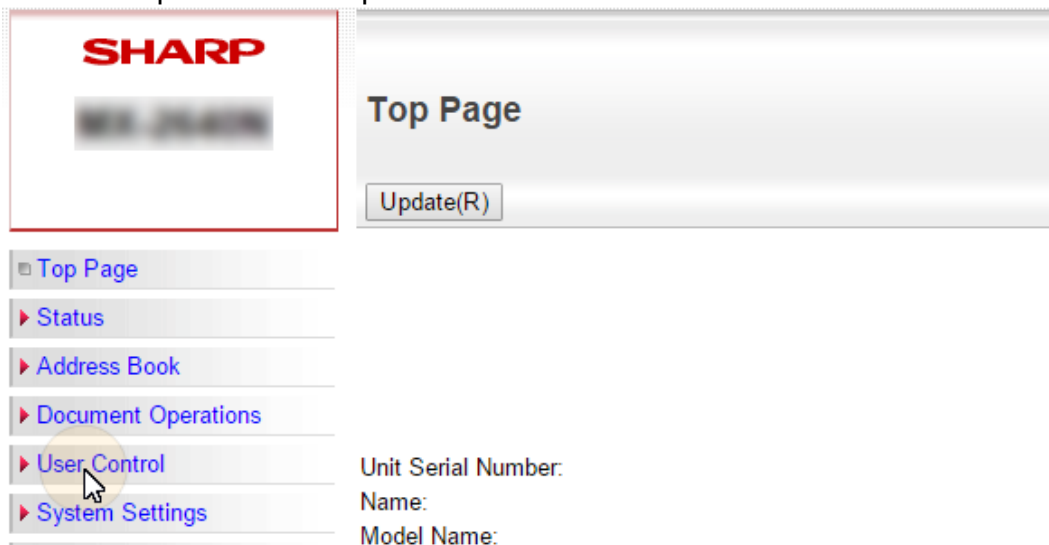 SHARP
Top Page
Update(R)
Top Page
Status
Address Book
Document Operations
User Control
System Settings
Unit Serial Number:
Name:
Model Name: